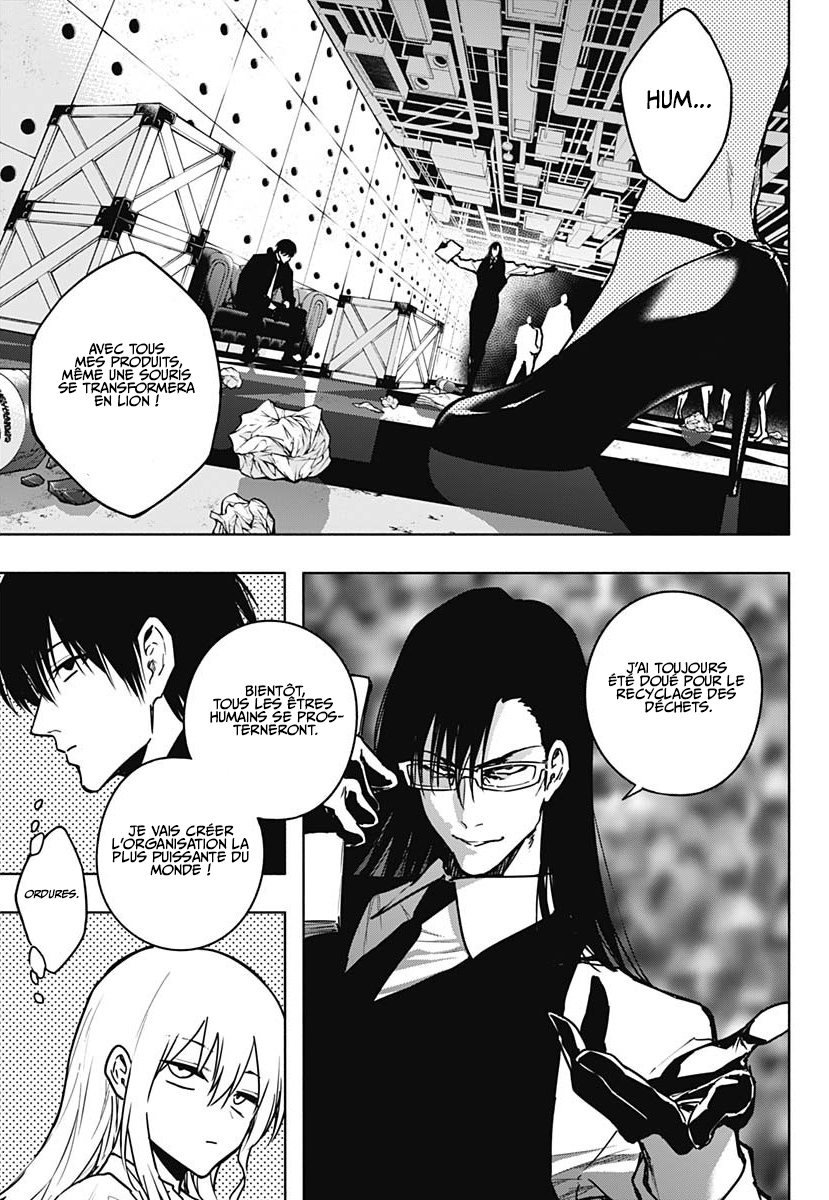 HUM...
AVEC TOUS
MES PRODUITS,
MÊME UNE SOURIS
SE TRANSFORMERA
EN LION !
J'AI TOUJOURS
ÉTÉ DOUÉ POUR LE
RECYCLAGE DES
DÉCHETS.
BIENTÔT,
TOUS LES ÊTRES
HUMAINS SE PROS-
TERNERONT.
JE VAIS CRÉER
L'ORGANISATION LA
PLUS PUISSANTE DU
MONDE !
ORDURES.